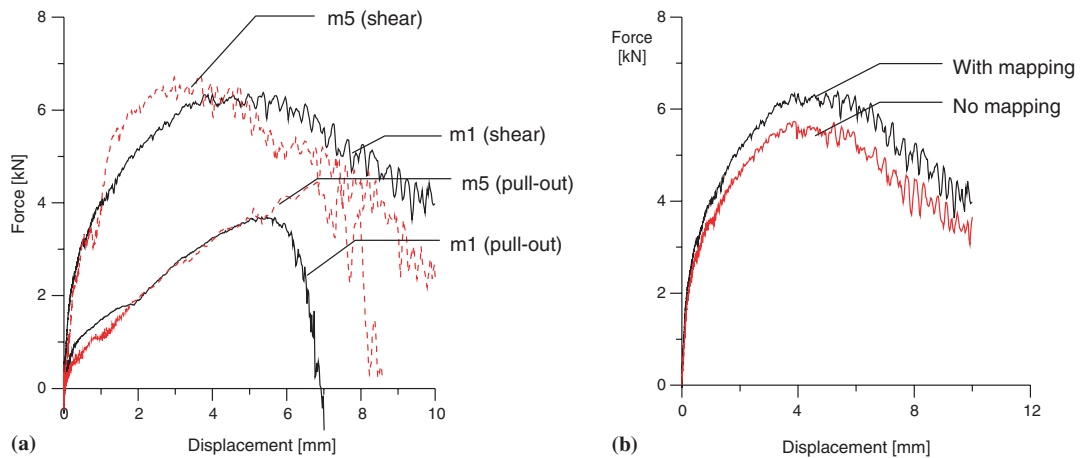 8
m5 (shear)
6
m1 (shear)
Force [kN]
m5 (pull-out)
4
m1 (pull-out)
2
0
0
2
4
6
8
10
(a)
Displacement [mm]
8
Force
[kN]
With mapping
6
No mapping
4
2
0
0
4
8
12
(b)
Displacement [mm]